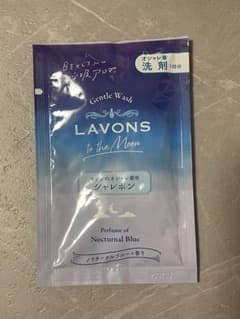 オシャレ着
洗剤 1回分
Gentle Wash
LAVONS
to the Moon
シャレボン
Perfume of
Nocturnal Blue
ノクターナルブルーの香り